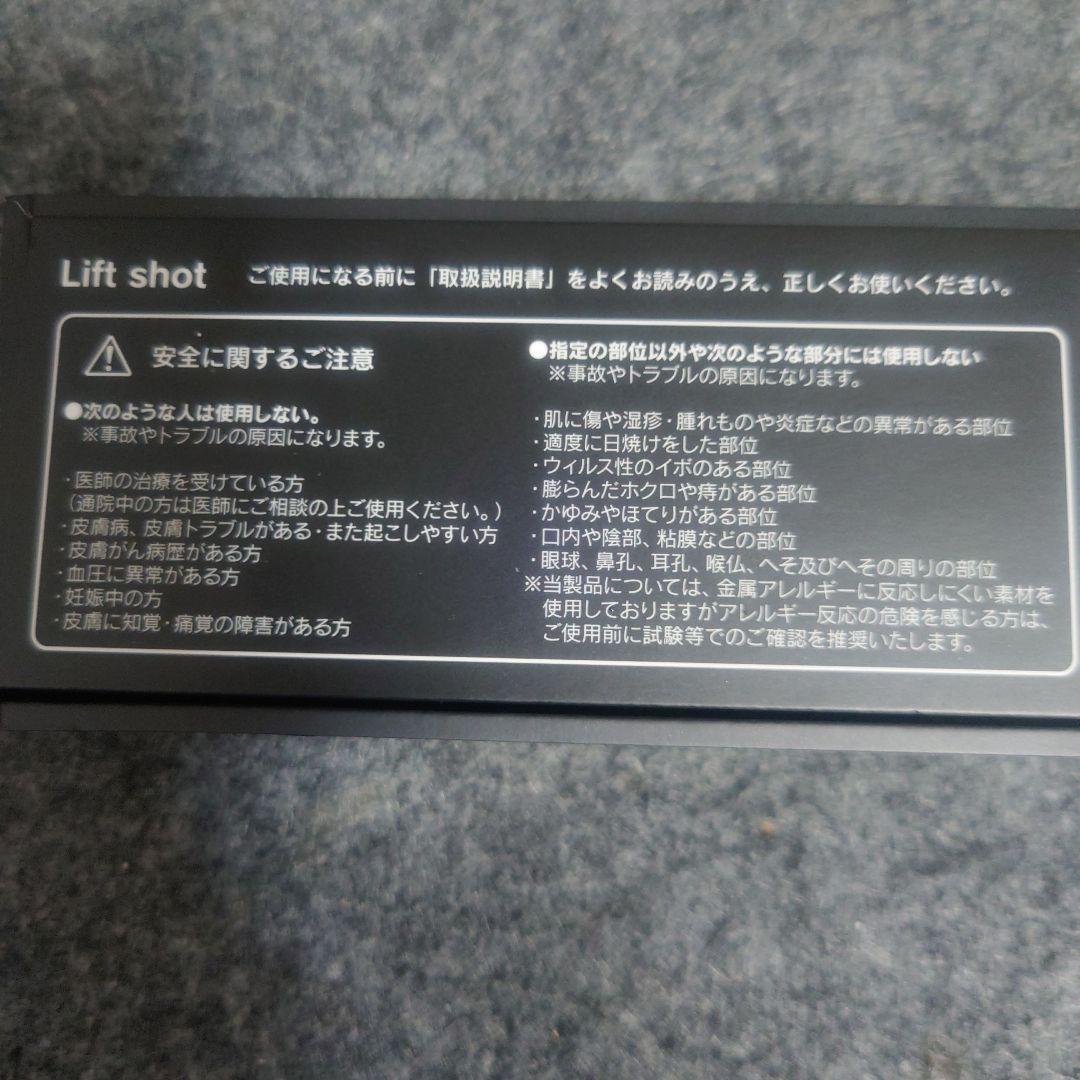 Lift shot ご使用になる前に「取扱説明書」をよくお読みのうえ、正しくお使いください。
安全に関するご注意
●次のような人は使用しない。
※事故やトラブルの原因になります。
・医師の治療を受けている方
(通院中の方は医師にご相談の上ご使用ください。)
・皮膚病、皮膚トラブルがある・また起こしやすい方
・皮膚がん病歴がある方
・血圧に異常がある方
・妊娠中の方
・皮膚に知覚・痛覚の障害がある方
●指定の部位以外や次のような部分には使用しない
※事故やトラブルの原因になります。
・肌に傷や湿疹・腫れものや炎症などの異常がある部位
・適度に日焼けをした部位
・ウィルス性のイボのある部位
・膨らんだホクロや痔がある部位
・かゆみやほてりがある部位
・口内や陰部、粘膜などの部位
・眼球、鼻孔、耳孔、喉仏、へそ及びへその周りの部位
※当製品については、金属アレルギーに反応しにくい素材を
使用しておりますがアレルギー反応の危険を感じる方は、
ご使用前に試験等でのご確認を推奨いたします。